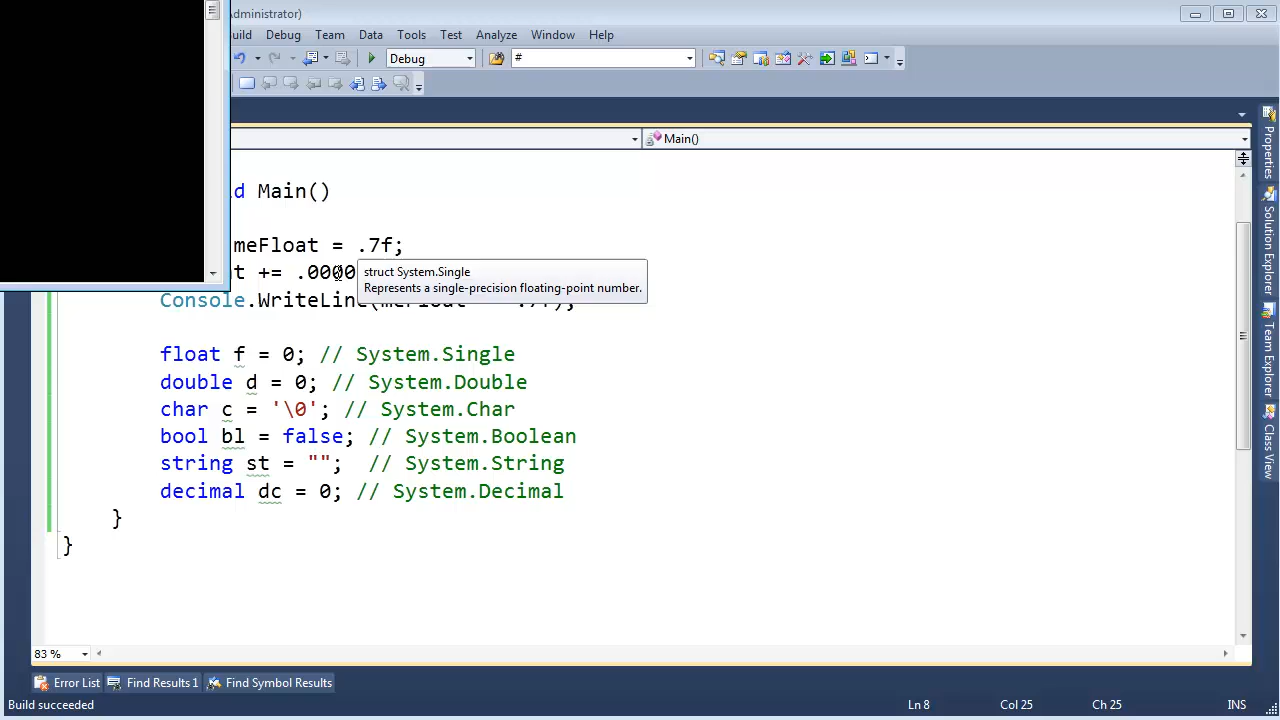 Administrator)
uild Debug Team Data Tools Test Analyze Window Help
Debug #
Main()
d Main()
meFloat = .7f;
t += .0000
struct System.Single
Represents a single-precision floating-point number.
Console.WriteLine(meFloat .7f);
float f = 0; // System.Single
double d = 0; // System.Double
char c = '\0'; // System.Char
bool bl = false; // System.Boolean
string st = ""; // System.String
decimal dc = 0; // System.Decimal
}
}
83 %
Error List Find Results 1 Find Symbol Results
Build succeeded Ln 8 Col 25 Ch 25 INS
Properties
Solution Explorer
Team Explorer
Class View